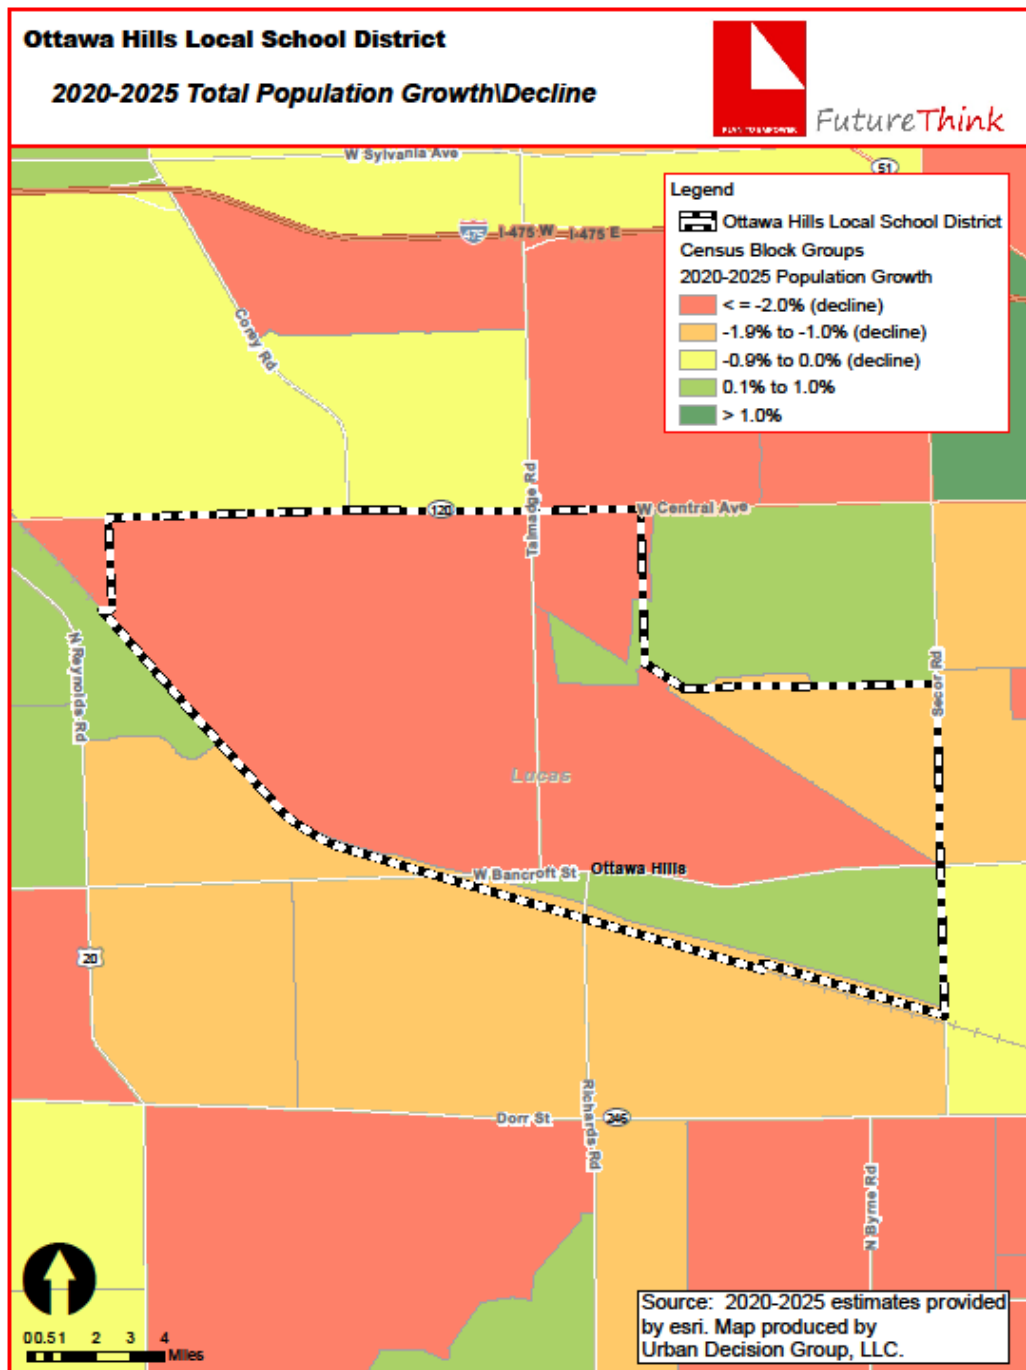 Ottawa Hills Local School District
2020-2025 Total Population Growth\Decline
PLAN TO EMPOWER
FutureThink
W Sylvania Ave
51
Legend
Ottawa Hills Local School District
Census Block Groups
2020-2025 Population Growth
< = -2.0% (decline)
-1.9% to -1.0% (decline)
-0.9% to 0.0% (decline)
0.1% to 1.0%
> 1.0%
475
I-475 W
I-475 E
Corey Rd
Talmadge Rd
120
W Central Ave
N Reynolds Rd
Secor Rd
Lucas
W Bancroft St
Ottawa Hills
20
Richards Rd
Dorr St
246
N Byrne Rd
0 0.5 1 2 3 4
Miles
Source: 2020-2025 estimates provided
by esri. Map produced by
Urban Decision Group, LLC.